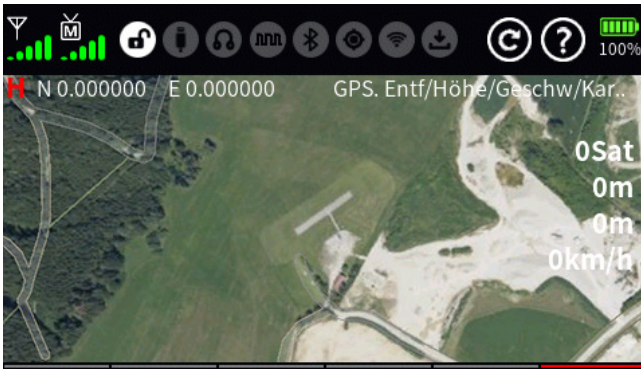 M
?
100%
H N 0.000000 E 0.000000 GPS. Entf/Höhe/Geschw/Kar..
0Sat
0m
0m
0km/h